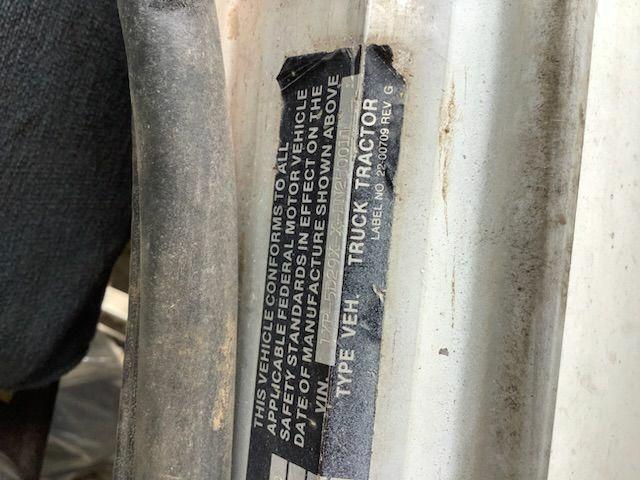 THIS VEHICLE CONFORMS TO ALL
APPLICABLE FEDERAL MOTOR VEHICLE
SAFETY STANDARDS IN EFFECT ON THE
DATE OF MANUFACTURE SHOWN ABOVE
VIN.
TYPE VEH. TRUCK TRACTOR
LABEL NO. 22-00709 REV G